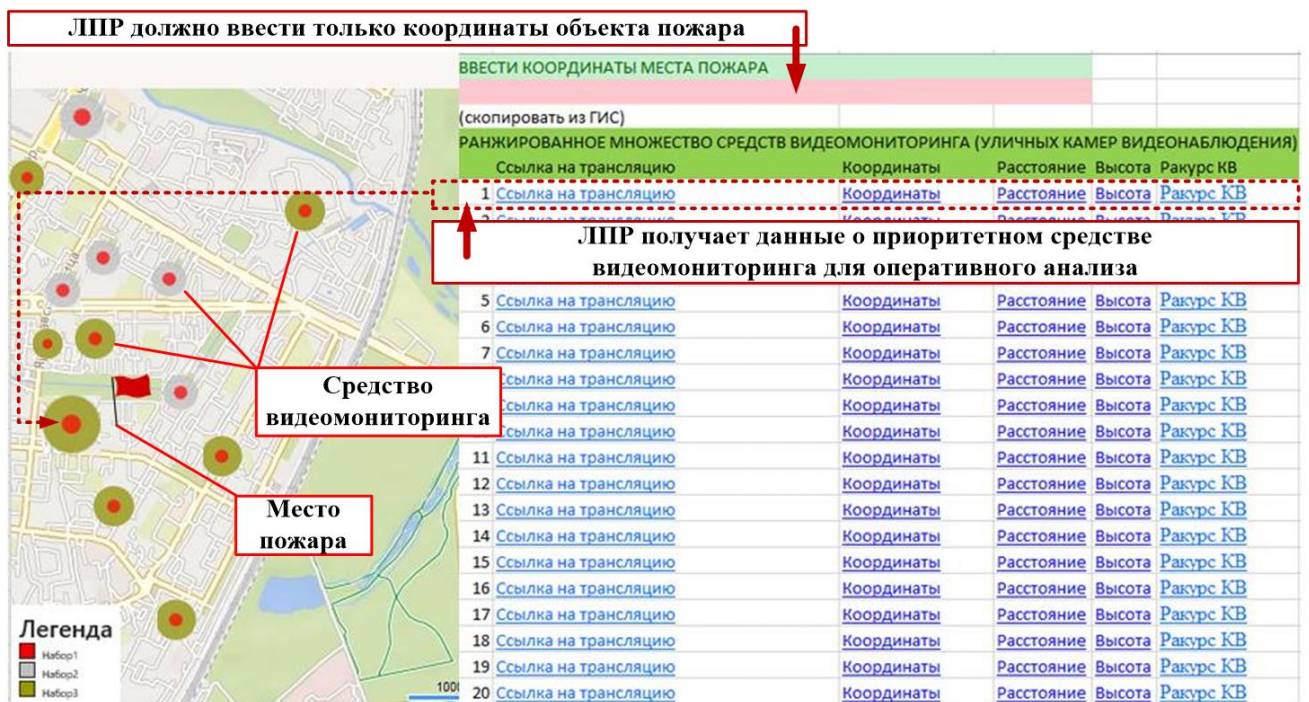 ЛПР должно ввести только координаты объекта пожара
ВВЕСТИ КООРДИНАТЫ МЕСТА ПОЖАРА
(скопировать из ГИС)
РАНЖИРОВАННОЕ МНОЖЕСТВО СРЕДСТВ ВИДЕОМОНИТОРИНГА (УЛИЧНЫХ КАМЕР ВИДЕОНАБЛЮДЕНИЯ)
Ссылка на трансляцию Координаты Расстояние Высота Ракурс КВ
1 Ссылка на трансляцию Координаты Расстояние Высота Ракурс КВ
ЛПР получает данные о приоритетном средстве
видеомониторинга для оперативного анализа
5 Ссылка на трансляцию Координаты Расстояние Высота Ракурс КВ
6 Ссылка на трансляцию Координаты Расстояние Высота Ракурс КВ
7 Ссылка на трансляцию Координаты Расстояние Высота Ракурс КВ
Ссылка на трансляцию Координаты Расстояние Высота Ракурс КВ
Ссылка на трансляцию Координаты Расстояние Высота Ракурс КВ
Ссылка на трансляцию Координаты Расстояние Высота Ракурс КВ
11 Ссылка на трансляцию Координаты Расстояние Высота Ракурс КВ
12 Ссылка на трансляцию Координаты Расстояние Высота Ракурс КВ
13 Ссылка на трансляцию Координаты Расстояние Высота Ракурс КВ
14 Ссылка на трансляцию Координаты Расстояние Высота Ракурс КВ
15 Ссылка на трансляцию Координаты Расстояние Высота Ракурс КВ
16 Ссылка на трансляцию Координаты Расстояние Высота Ракурс КВ
17 Ссылка на трансляцию Координаты Расстояние Высота Ракурс КВ
18 Ссылка на трансляцию Координаты Расстояние Высота Ракурс КВ
19 Ссылка на трансляцию Координаты Расстояние Высота Ракурс КВ
20 Ссылка на трансляцию Координаты Расстояние Высота Ракурс КВ
Средство
видеомониторинга
Место
пожара
Легенда
Набор1
Набор2
Набор3